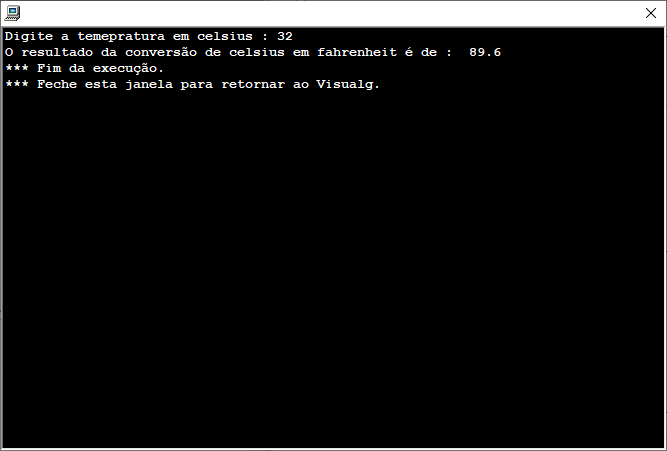 Digite a temepratura em celsius : 32
O resultado da conversão de celsius em fahrenheit é de :  89.6
*** Fim da execução.
*** Feche esta janela para retornar ao Visualg.